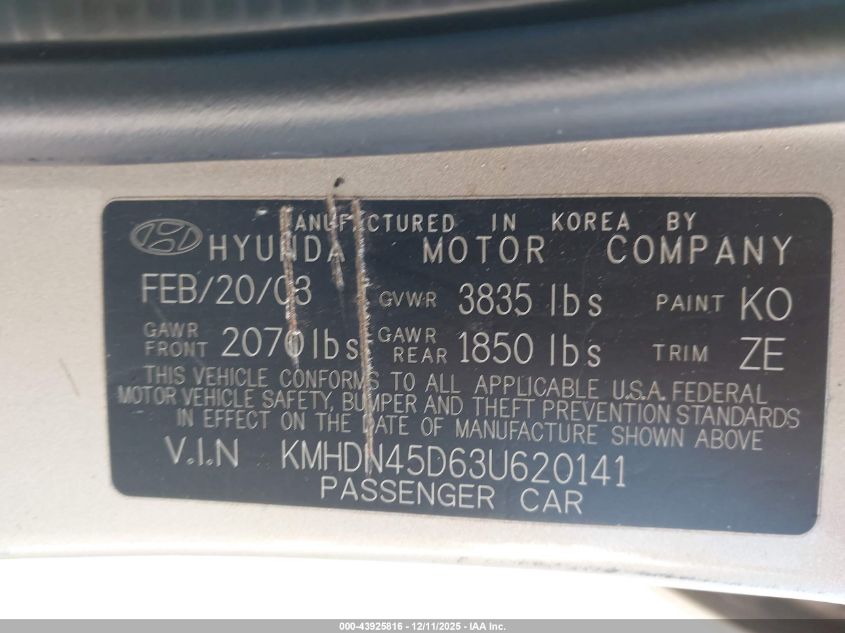 MANUFACTURED IN KOREA BY
HYUNDAI MOTOR COMPANY
FEB/20/03 GVWR 3835 lbs PAINT KO
GAWR FRONT 2070 lbs GAWR REAR 1850 lbs TRIM ZE
THIS VEHICLE CONFORMS TO ALL APPLICABLE U.S.A. FEDERAL
MOTOR VEHICLE SAFETY, BUMPER AND THEFT PREVENTION STANDARDS
IN EFFECT ON THE DATE OF MANUFACTURE SHOWN ABOVE
V.I.N KMHDN45D63U620141
PASSENGER CAR
000-43925816 - 12/11/2025 - IAA Inc.